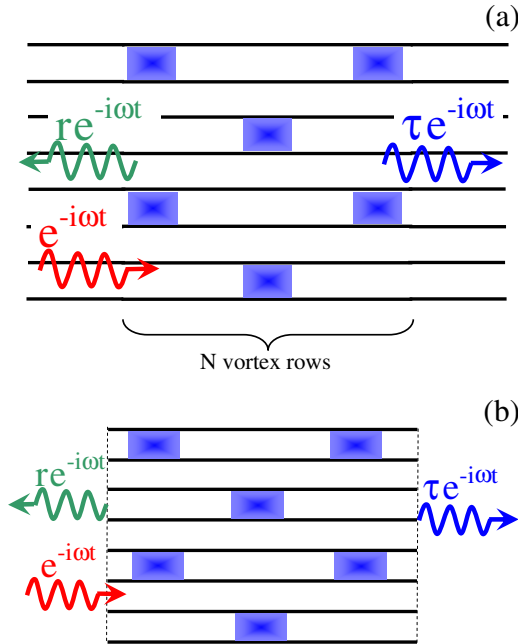 (a)
re^{-iωt}
τe^{-iωt}
e^{-iωt}
N vortex rows
(b)
re^{-iωt}
τe^{-iωt}
e^{-iωt}